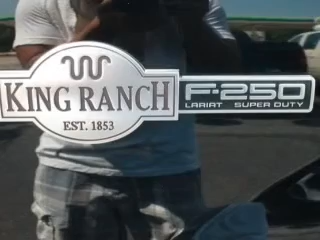 KING RANCH
EST. 1853
F-250
LARIAT SUPER DUTY